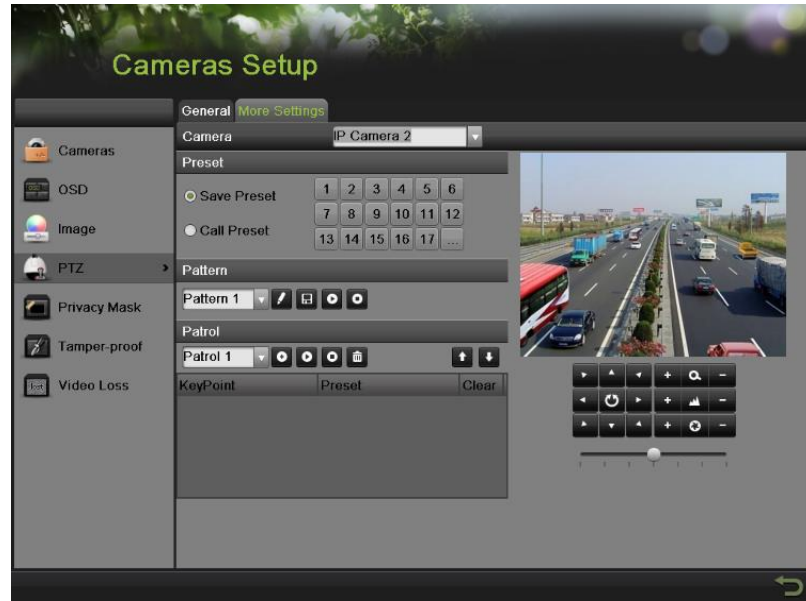 Cameras Setup
General More Settings
Camera IP Camera 2
Cameras
OSD
Image
PTZ
Privacy Mask
Tamper-proof
Video Loss
Preset
Save Preset
Call Preset
1 2 3 4 5 6
7 8 9 10 11 12
13 14 15 16 17 ...
Pattern
Pattern 1
Patrol
Patrol 1
KeyPoint Preset Clear